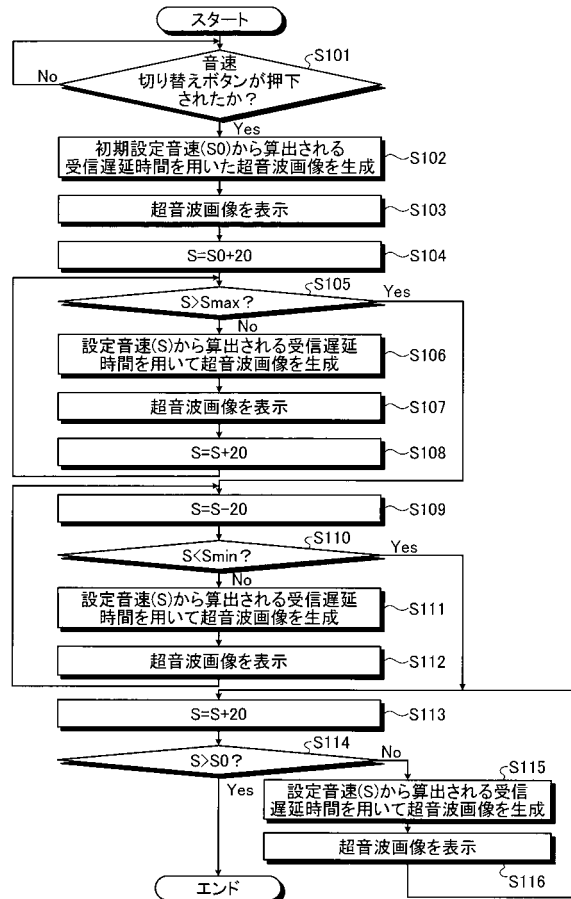 スタート
S101
音速
切り替えボタンが押下
されたか？
No
Yes
初期設定音速(S0)から算出される
受信遅延時間を用いた超音波画像を生成
S102
超音波画像を表示
S103
S=S0+20
S104
S105
S>Smax？
Yes
No
設定音速(S)から算出される受信遅延
時間を用いて超音波画像を生成
S106
超音波画像を表示
S107
S=S+20
S108
S=S−20
S109
S110
S<Smin？
Yes
No
設定音速(S)から算出される受信遅延
時間を用いて超音波画像を生成
S111
超音波画像を表示
S112
S=S+20
S113
S114
S>S0？
No
Yes
S115
設定音速(S)から算出される受信
遅延時間を用いて超音波画像を生成
超音波画像を表示
S116
エンド